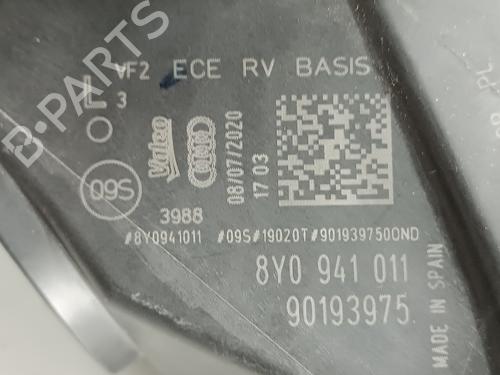 VF2 ECE RV BASIS
L
3
B-PARTS
09S
Valeo
08/07/2020
17 03
3988
#8Y0941011 #09S#19020T#90193975OOND
8Y0 941 011
90193975
MADE IN SPAIN